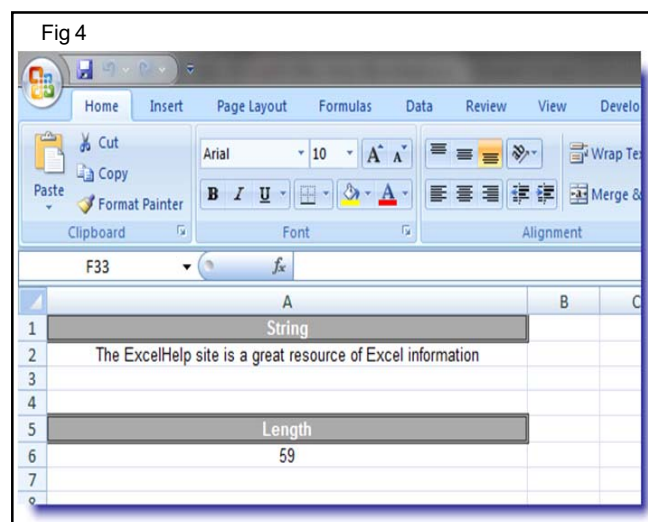 Fig 4
Home Insert Page Layout Formulas Data Review View Develo
Cut
Copy
Format Painter
Paste
Clipboard
Arial 10 A A
B I U A
Font
Wrap Te
Merge &
Alignment
F33 fx
A B C
1 String
2 The ExcelHelp site is a great resource of Excel information
3
4
5 Length
6 59
7